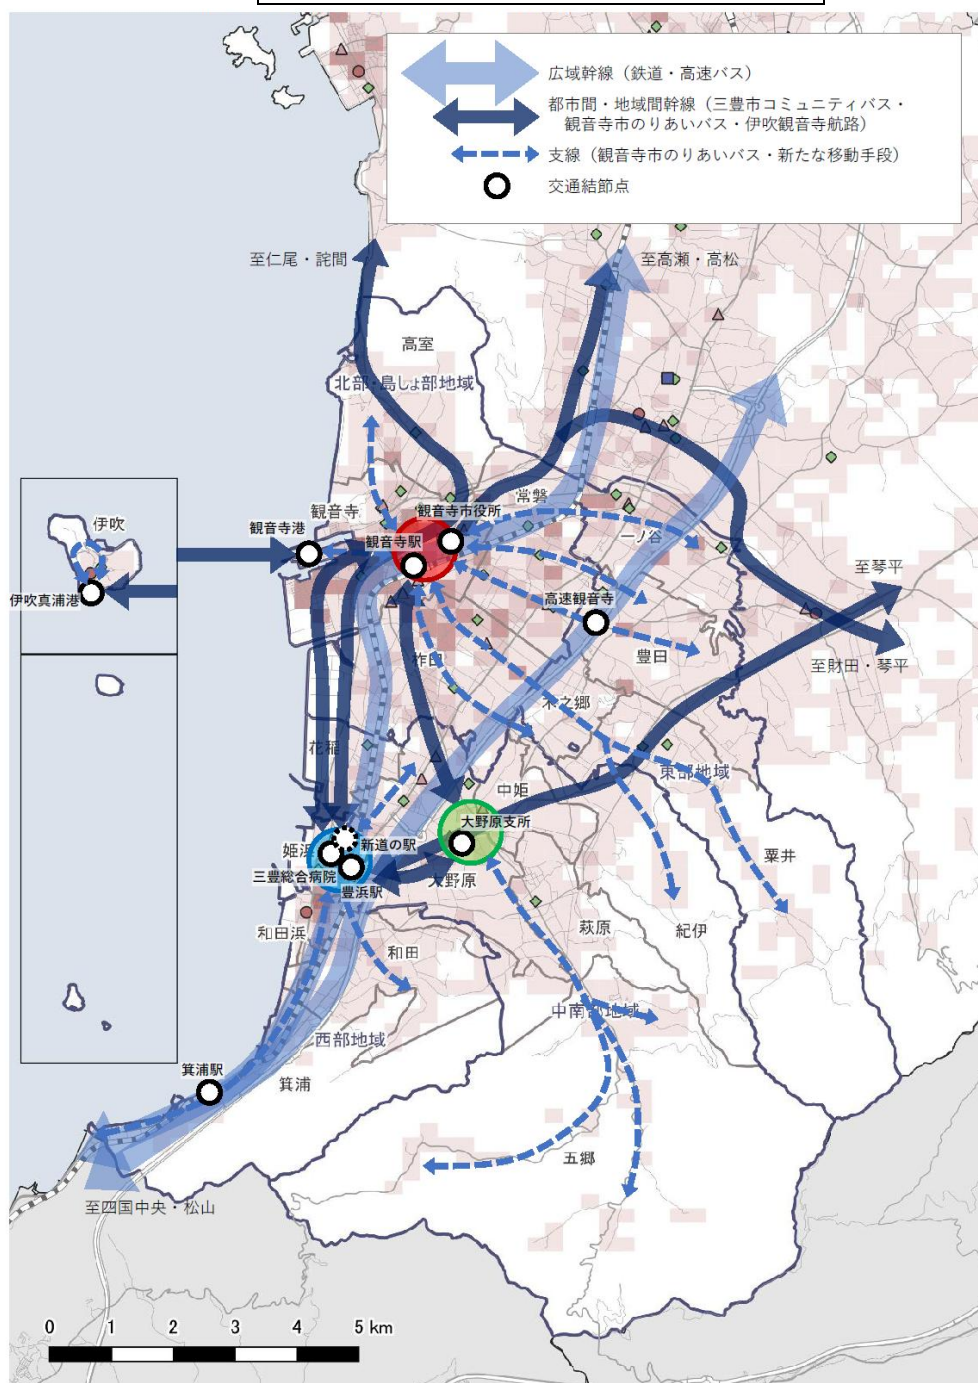 広域幹線（鉄道・高速バス）
都市間・地域間幹線（三豊市コミュニティバス・
観音寺市のりあいバス・伊吹観音寺航路）
支線（観音寺市のりあいバス・新たな移動手段）
交通結節点
至仁尾・詫間
至高瀬・高松
高室
北部・島しょ部地域
常磐
観音寺
観音寺市役所
観音寺港
観音寺駅
一ノ谷
伊吹
伊吹真浦港
高速観音寺
至琴平
豊田
至財田・琴平
柞田
木之郷
花稲
東部地域
中姫
大野原支所
新道の駅
姫浜
三豊総合病院
豊浜駅
大野原
粟井
和田浜
和田
萩原
紀伊
中南部地域
西部地域
箕浦駅
箕浦
五郷
至四国中央・松山
0 1 2 3 4 5 km